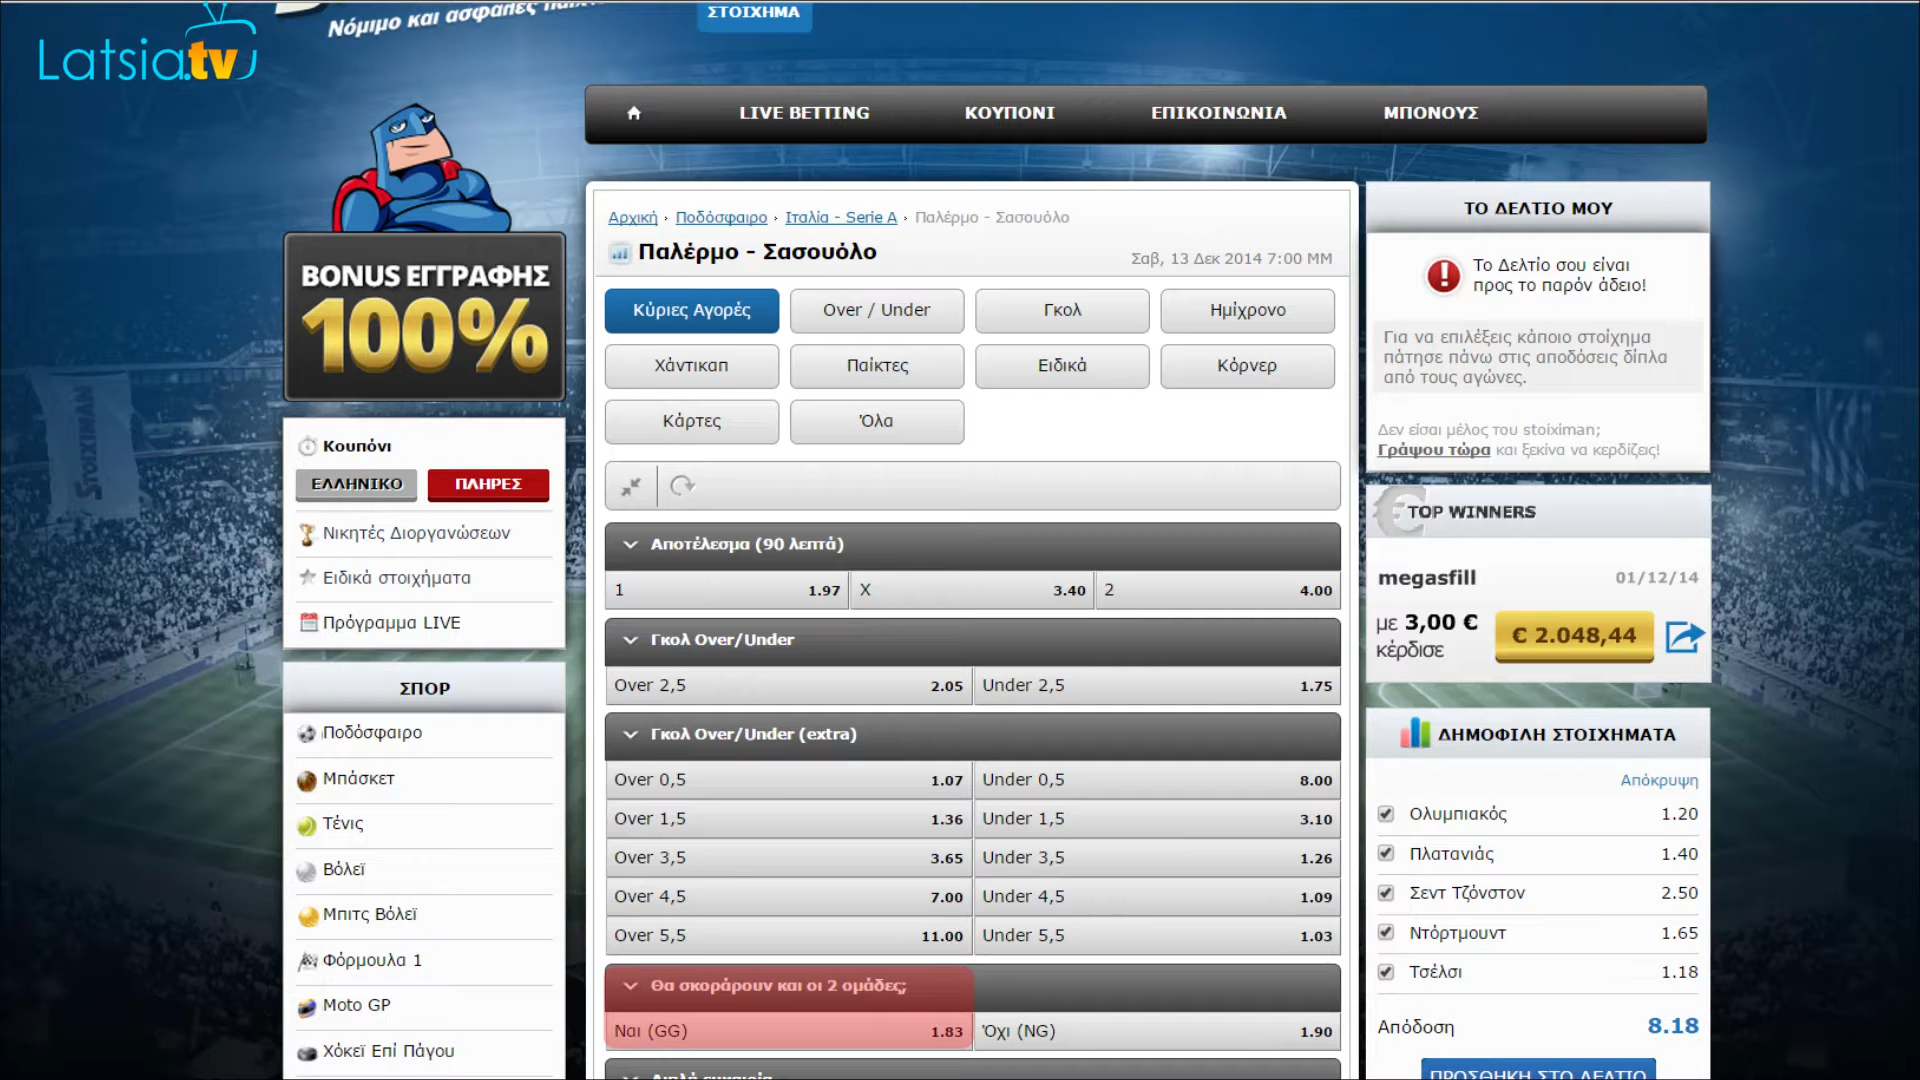 Latsia.tv
Νόμιμο και ασφαλές
ΣΤΟΙΧΗΜΑ
LIVE BETTING
ΚΟΥΠΟΝΙ
ΕΠΙΚΟΙΝΩΝΙΑ
ΜΠΟΝΟΥΣ
BONUS ΕΓΓΡΑΦΗΣ
100%
STOIXIMAN
Κουπόνι
ΕΛΛΗΝΙΚΟ ΠΛΗΡΕΣ
Νικητές Διοργανώσεων
Ειδικά στοιχήματα
Πρόγραμμα LIVE
ΣΠΟΡ
Ποδόσφαιρο
Μπάσκετ
Τένις
Βόλεϊ
Μπιτς Βόλεϊ
Φόρμουλα 1
Moto GP
Χόκεϊ Επί Πάγου
Αρχική › Ποδόσφαιρο › Ιταλία - Serie A › Παλέρμο - Σασουόλο
Παλέρμο - Σασουόλο
Σαβ, 13 Δεκ 2014 7:00 ΜΜ
Κύριες Αγορές Over / Under Γκολ Ημίχρονο
Χάντικαπ Παίκτες Ειδικά Κόρνερ
Κάρτες Όλα
Αποτέλεσμα (90 λεπτά)
1 1.97 X 3.40 2 4.00
Γκολ Over/Under
Over 2,5 2.05 Under 2,5 1.75
Γκολ Over/Under (extra)
Over 0,5 1.07 Under 0,5 8.00
Over 1,5 1.36 Under 1,5 3.10
Over 3,5 3.65 Under 3,5 1.26
Over 4,5 7.00 Under 4,5 1.09
Over 5,5 11.00 Under 5,5 1.03
Θα σκοράρουν και οι 2 ομάδες;
Ναι (GG) 1.83 Όχι (NG) 1.90
Διπλή ευκαιρία
ΤΟ ΔΕΛΤΙΟ ΜΟΥ
Το Δελτίο σου είναι
προς το παρόν άδειο!
Για να επιλέξεις κάποιο στοίχημα
πάτησε πάνω στις αποδόσεις δίπλα
από τους αγώνες.
Δεν είσαι μέλος του stoiximan;
Γράψου τώρα και ξεκίνα να κερδίζεις!
TOP WINNERS
megasfill 01/12/14
με 3,00 €
κέρδισε
€ 2.048,44
ΔΗΜΟΦΙΛΗ ΣΤΟΙΧΗΜΑΤΑ
Απόκρυψη
Ολυμπιακός 1.20
Πλατανιάς 1.40
Σεντ Τζόνστον 2.50
Ντόρτμουντ 1.65
Τσέλσι 1.18
Απόδοση 8.18
ΠΡΟΣΘΗΚΗ ΣΤΟ ΔΕΛΤΙΟ